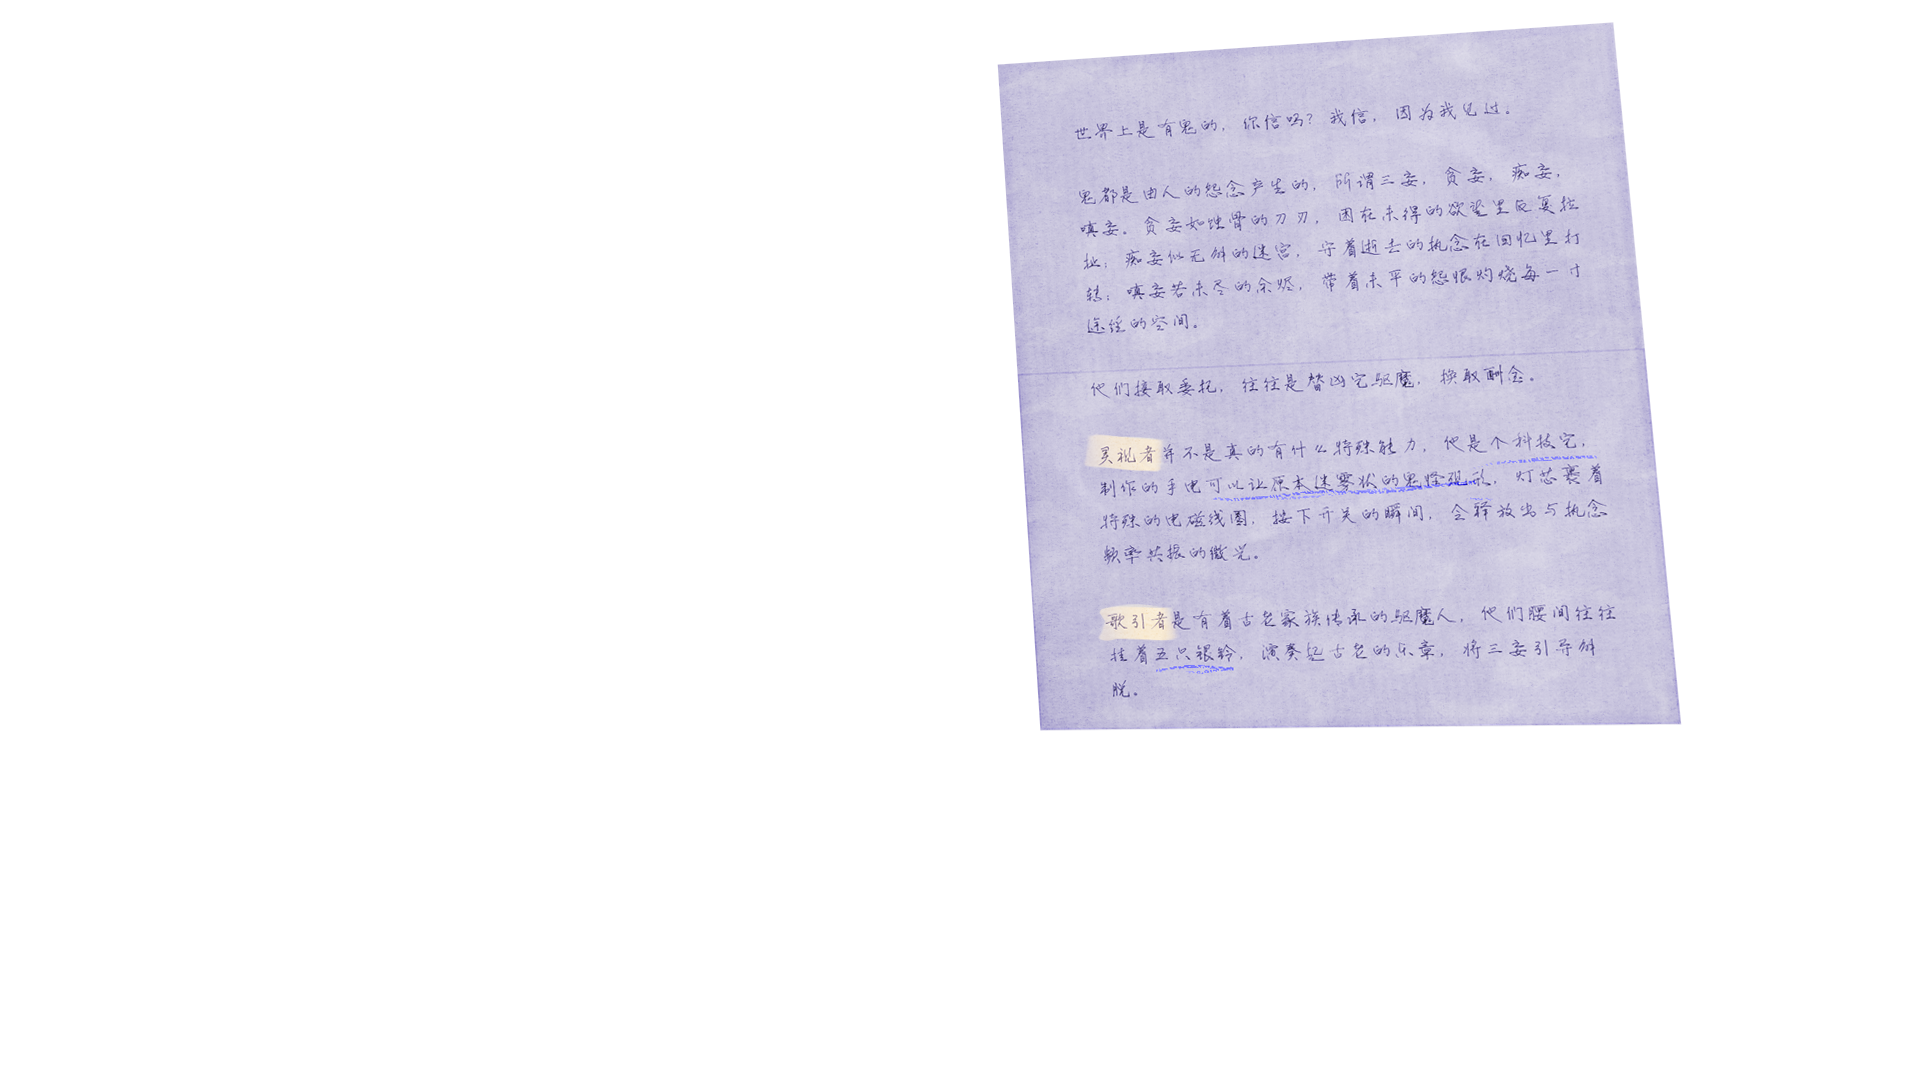 世界上是有鬼的，你信吗？我信，因为我见过。
鬼都是由人的怨念产生的，所谓三妄，贪妄，痴妄，
嗔妄。贪妄如蚀骨的刀刃，困在未得的欲望里反复拉
扯；痴妄似无解的迷宫，守着逝去的执念在回忆里打
转；嗔妄若未尽的余烬，带着未平的怨恨灼烧每一寸
途经的空间。
他们接取委托，往往是替凶宅驱魔，换取酬金。
灵视者并不是真的有什么特殊能力，他是个科技宅，
制作的手电可以让原本迷雾状的鬼怪现形，灯芯裹着
特殊的电磁线圈，按下开关的瞬间，会释放出与执念
频率共振的微光。
歌引者是有着古老家族传承的驱魔人，他们腰间往往
挂着五只银铃，演奏起古老的乐章，将三妄引导解
脱。